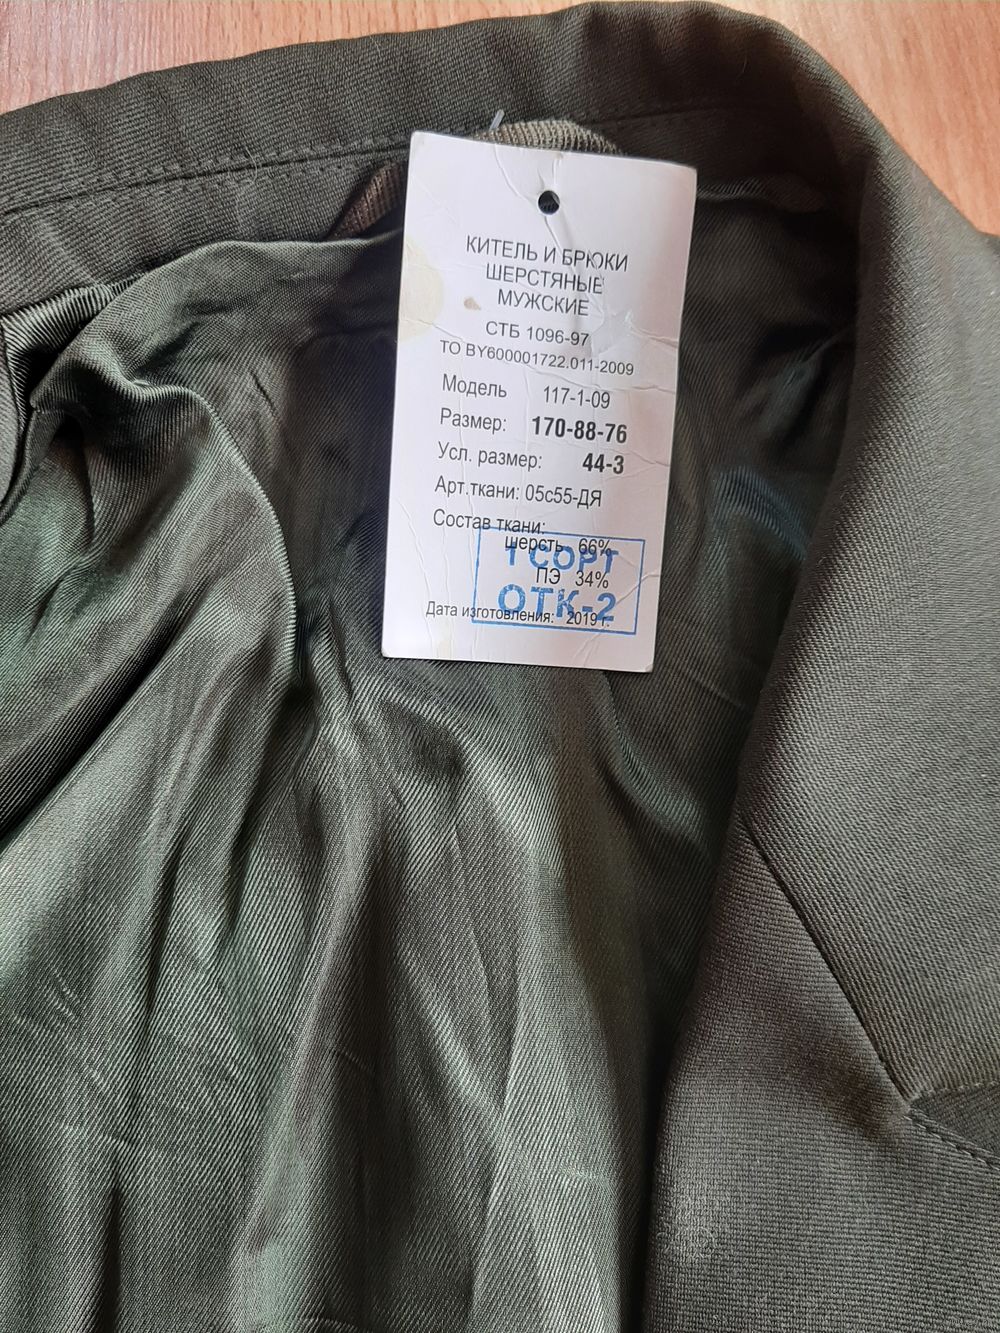 КИТЕЛЬ И БРЮКИ
ШЕРСТЯНЫЕ
МУЖСКИЕ
СТБ 1096-97
ТО BY600001722.011-2009
Модель 117-1-09
Размер: 170-88-76
Усл. размер: 44-3
Арт.ткани: 05с55-ДЯ
Состав ткани:
шерсть 66%
1 СОРТ
ПЭ 34%
ОТК-2
Дата изготовления: 2019 г.